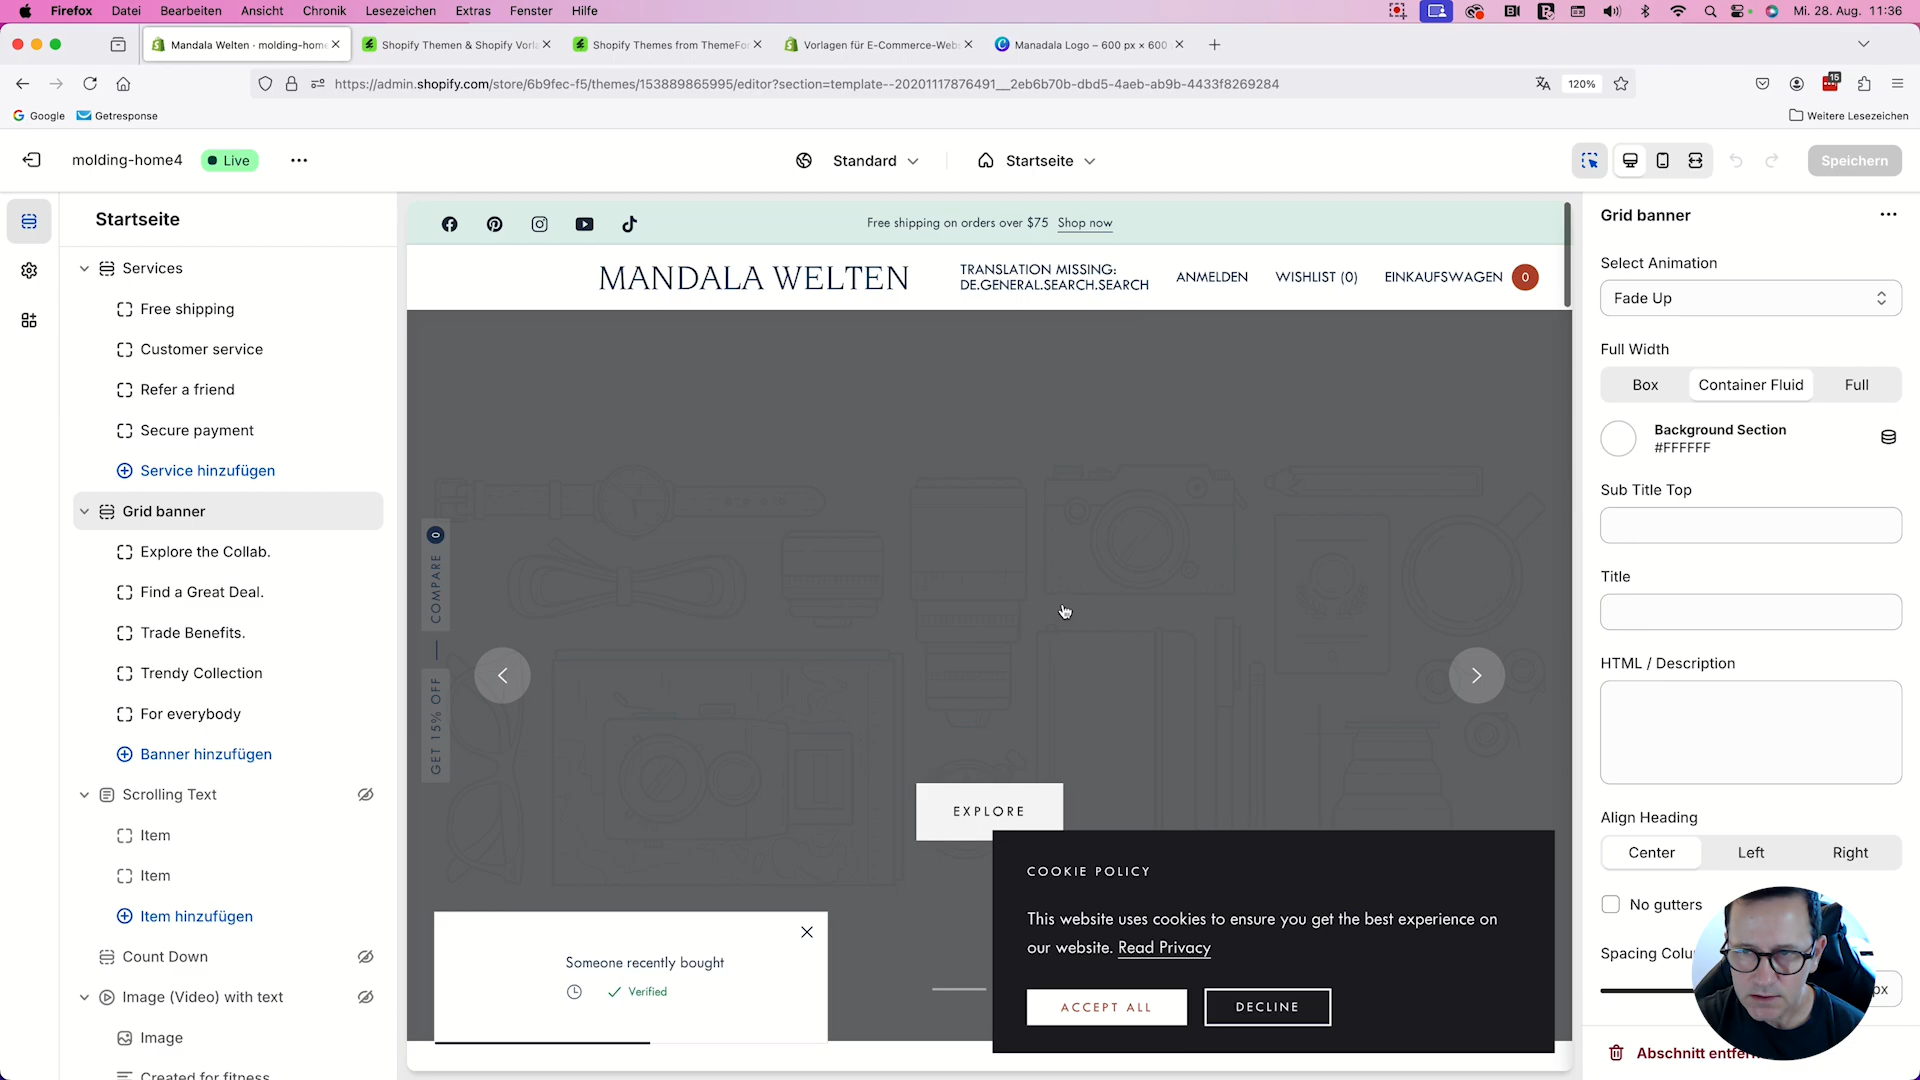 Firefox Datei Bearbeiten Ansicht Chronik Lesezeichen Extras Fenster Hilfe Mi. 28. Aug. 11:36
Mandala Welten · molding-home Shopify Themen & Shopify Vorla Shopify Themes from ThemeFor Vorlagen für E-Commerce-Webs Manadala Logo – 600 px × 600
https://admin.shopify.com/store/6b9fec-f5/themes/153889865995/editor?section=template--20201117876491__2eb6b70b-dbd5-4aeb-ab9b-4433f8269284 120% 15
Google Getresponse Weitere Lesezeichen
molding-home4 Live Standard Startseite Speichern
Startseite
Services
Free shipping
Customer service
Refer a friend
Secure payment
Service hinzufügen
Grid banner
Explore the Collab.
Find a Great Deal.
Trade Benefits.
Trendy Collection
For everybody
Banner hinzufügen
Scrolling Text
Item
Item
Item hinzufügen
Count Down
Image (Video) with text
Image
Created for fitness
Free shipping on orders over $75 Shop now
MANDALA WELTEN
TRANSLATION MISSING:
DE.GENERAL.SEARCH.SEARCH
ANMELDEN
WISHLIST (0)
EINKAUFSWAGEN 0
COMPARE 0
GET 15% OFF
EXPLORE
Someone recently bought
Verified
COOKIE POLICY
This website uses cookies to ensure you get the best experience on
our website. Read Privacy
ACCEPT ALL
DECLINE
Grid banner
Select Animation
Fade Up
Full Width
Box Container Fluid Full
Background Section
#FFFFFF
Sub Title Top
Title
HTML / Description
Align Heading
Center Left Right
No gutters
Spacing Colu
px
Abschnitt entfer